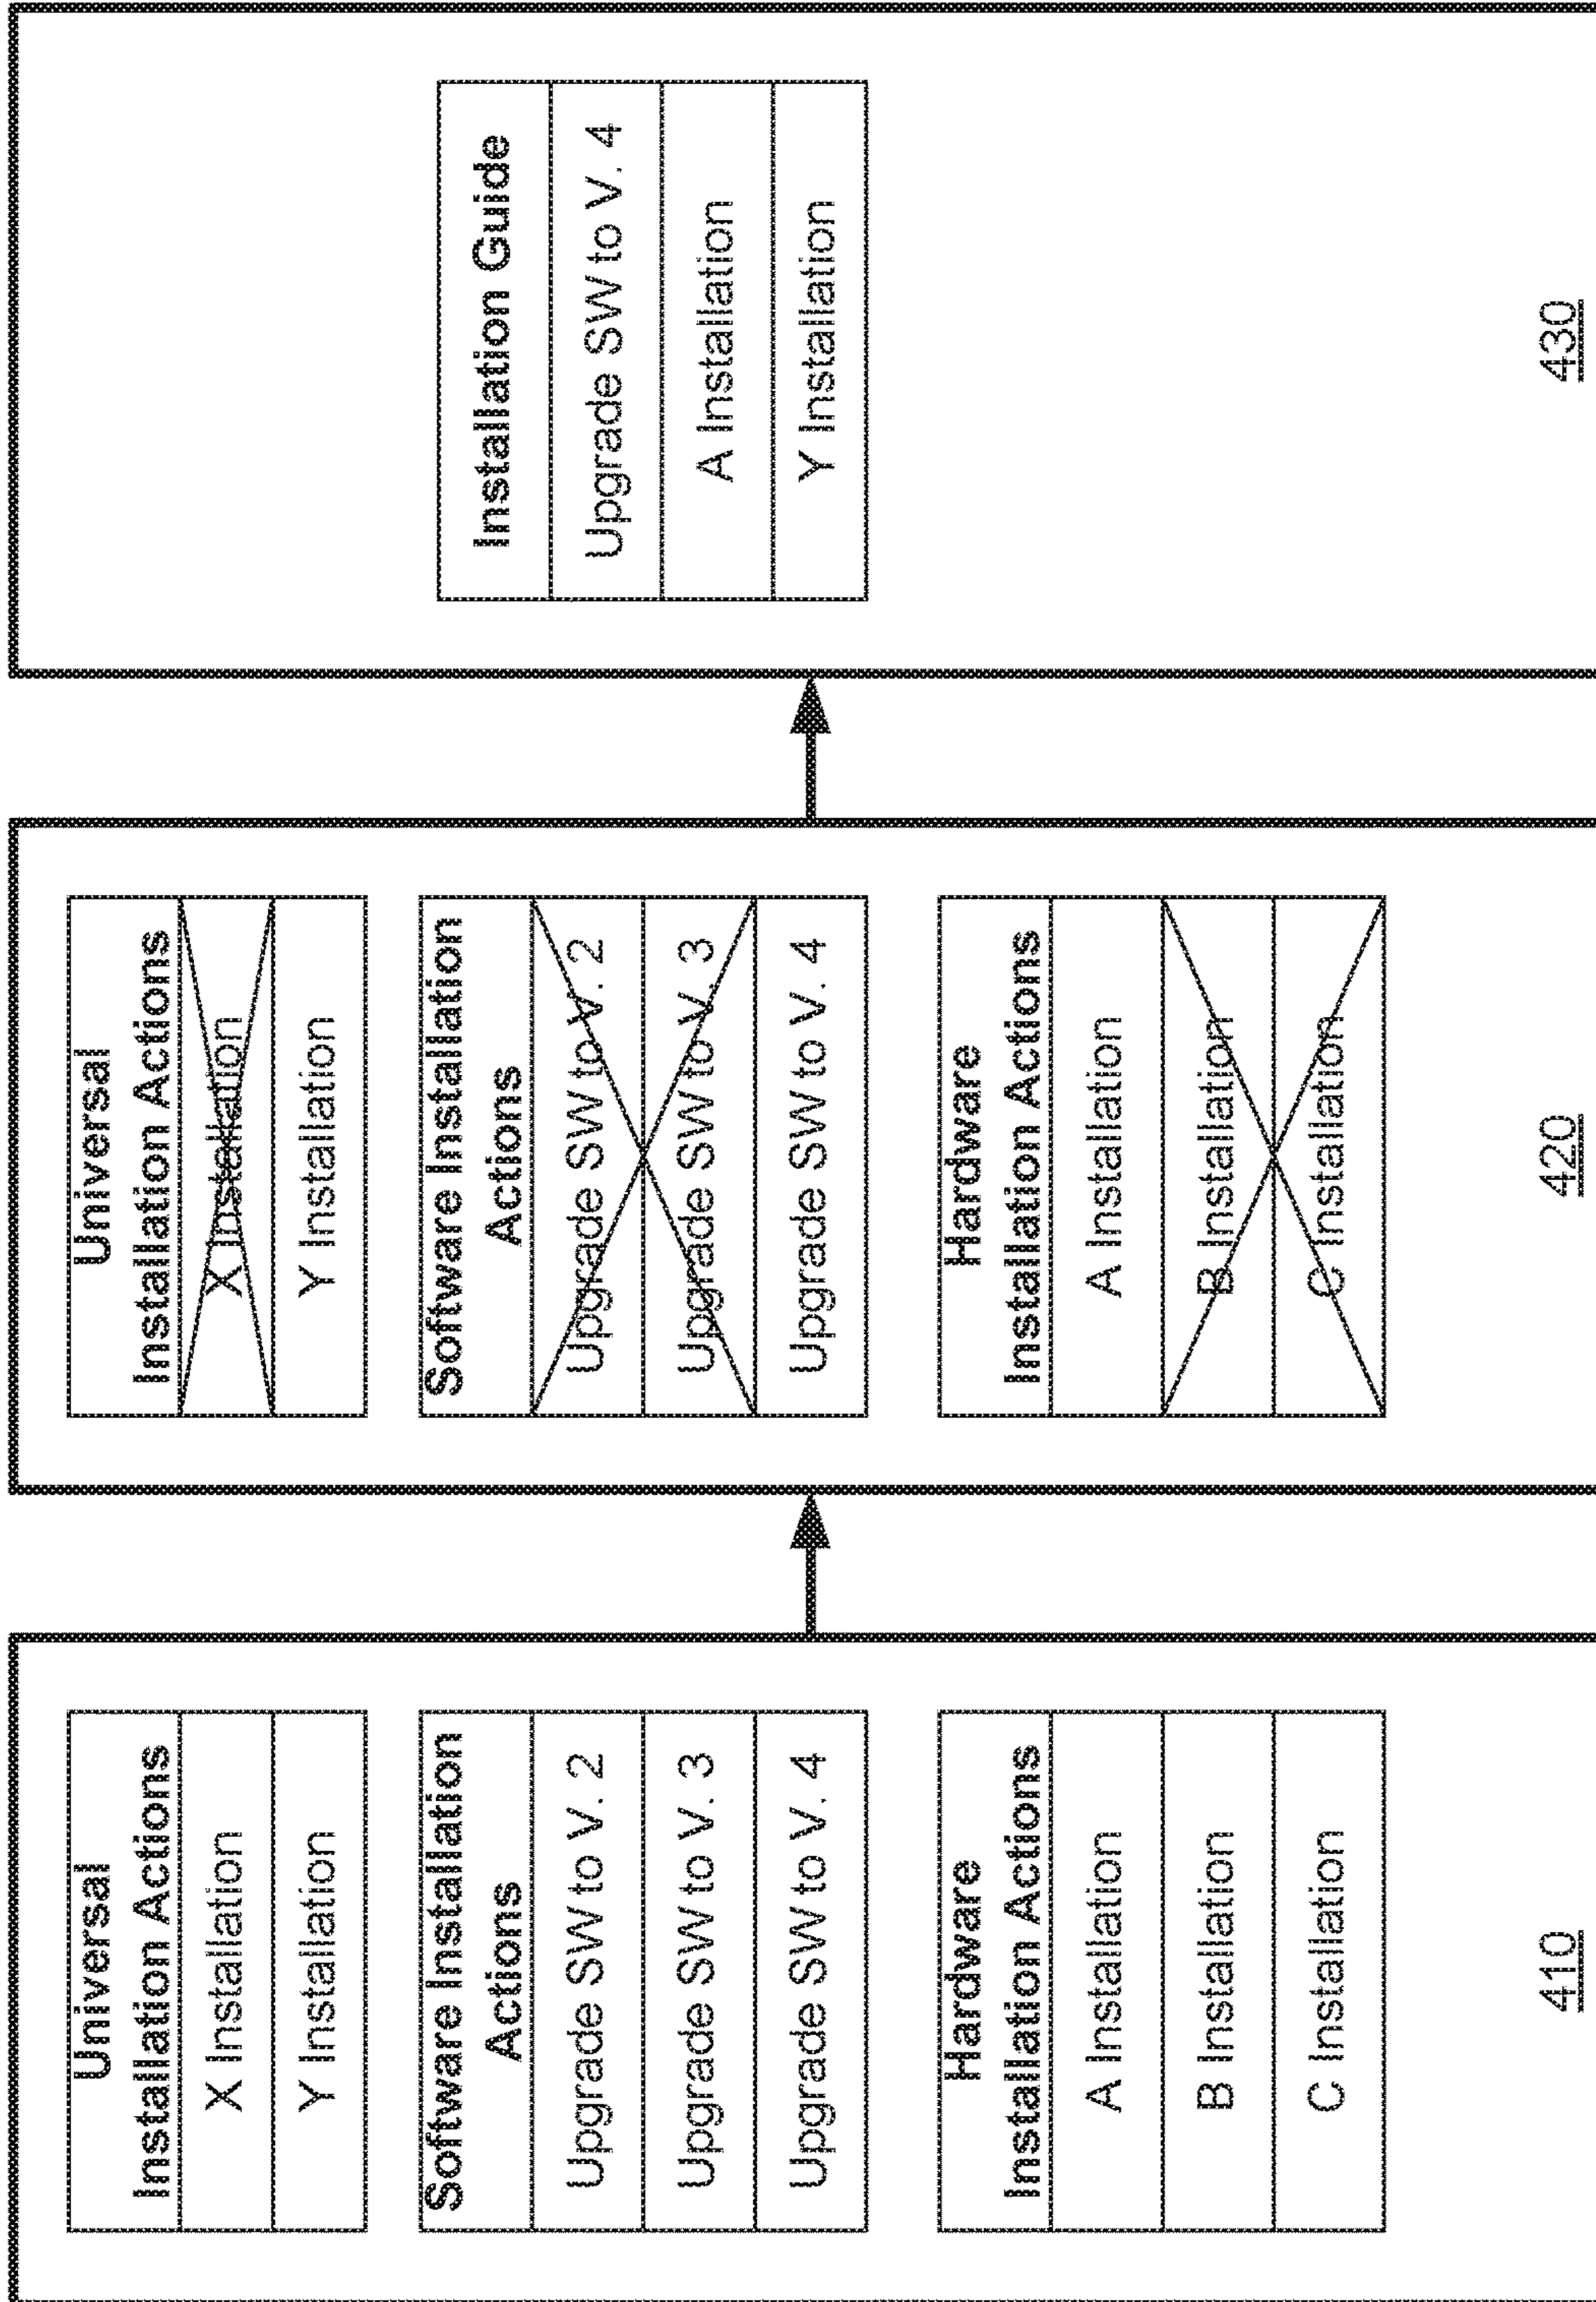 Universal
Installation Actions
X Installation
Y Installation
Software Installation
Actions
Upgrade SW to V. 2
Upgrade SW to V. 3
Upgrade SW to V. 4
Hardware
Installation Actions
A Installation
B Installation
C Installation
410
Universal
Installation Actions
X Installation
Y Installation
Software Installation
Actions
Upgrade SW to V. 2
Upgrade SW to V. 3
Upgrade SW to V. 4
Hardware
Installation Actions
A Installation
B Installation
C Installation
420
Installation Guide
Upgrade SW to V. 4
A Installation
Y Installation
430